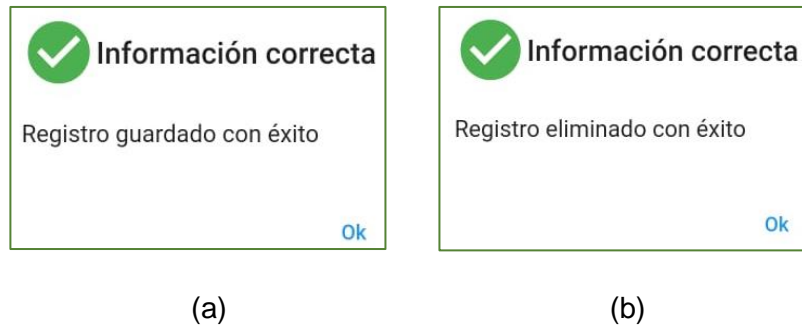 Información correcta
Registro guardado con éxito
Ok
(a)
Información correcta
Registro eliminado con éxito
Ok
(b)